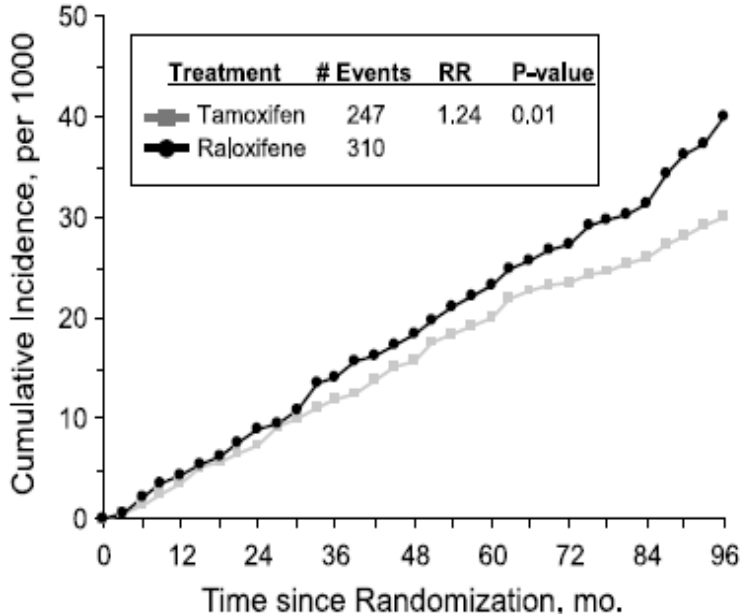 50
40
30
20
10
0
Cumulative Incidence, per 1000
Treatment # Events RR P-value
Tamoxifen 247 1.24 0.01
Raloxifene 310
0 12 24 36 48 60 72 84 96
Time since Randomization, mo.